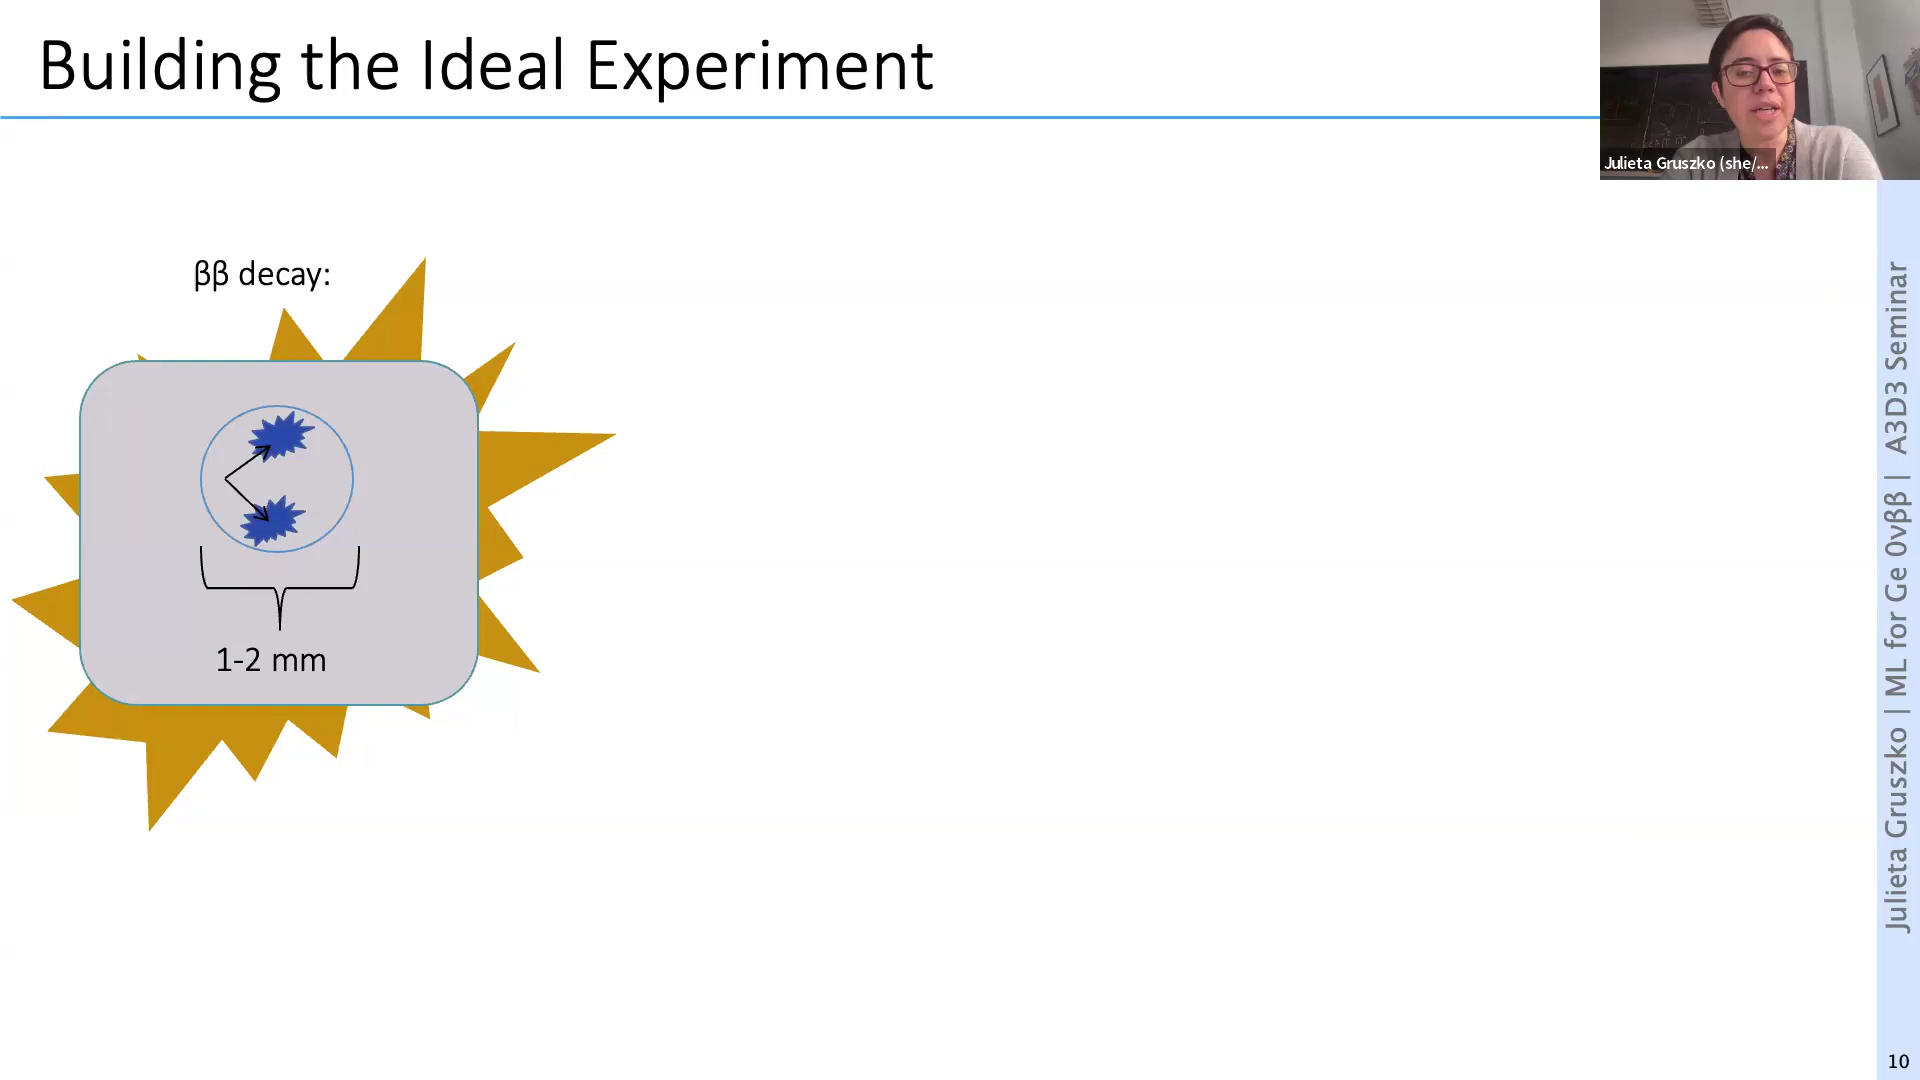 Building the Ideal Experiment
Julieta Gruszko (she/...
ββ decay:
1-2 mm
Julieta Gruszko | ML for Ge 0νββ | A3D3 Seminar
10